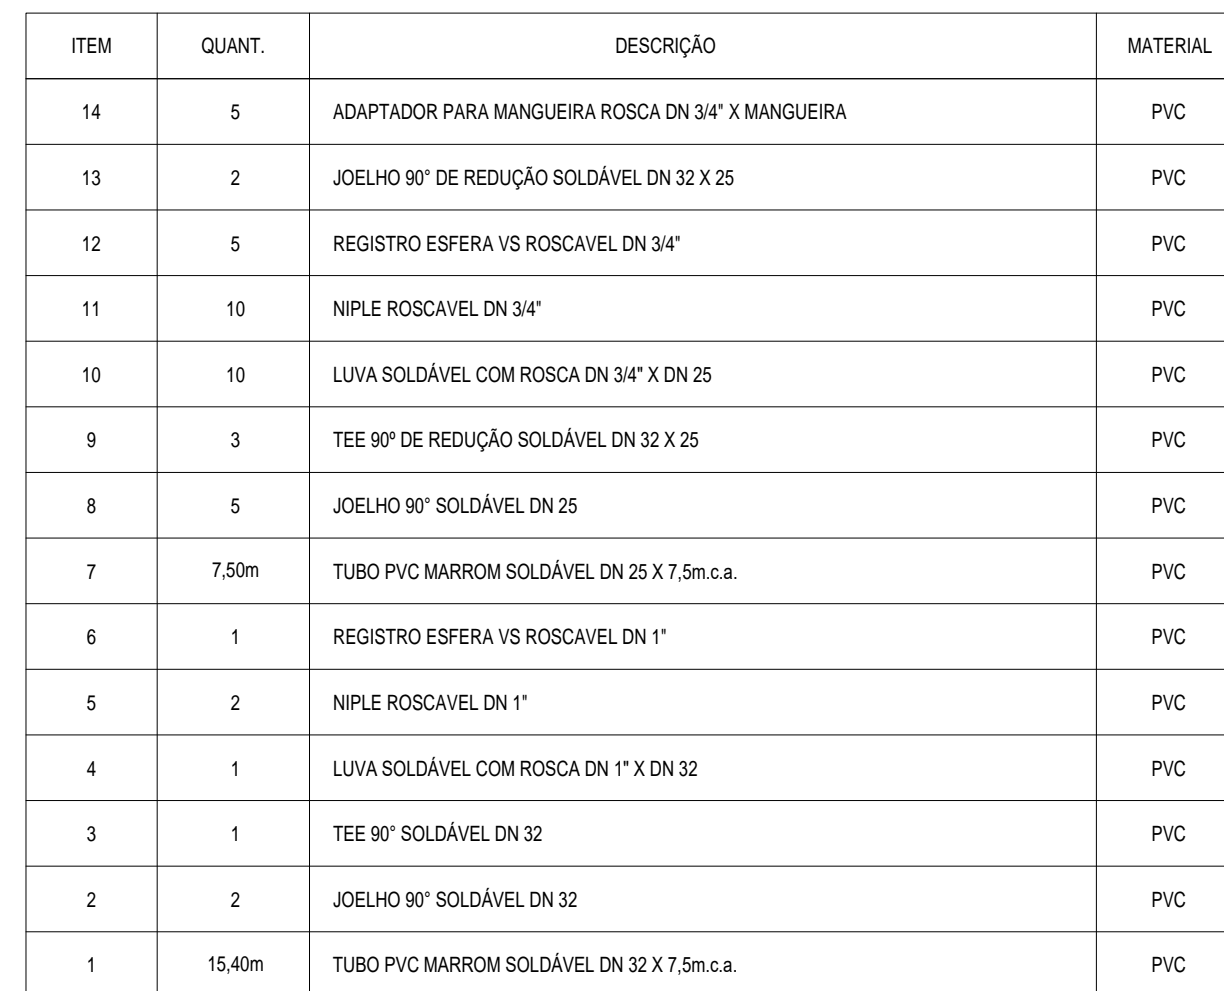 ITEM QUANT. DESCRIÇÃO MATERIAL
14 5 ADAPTADOR PARA MANGUEIRA ROSCA DN 3/4" X MANGUEIRA PVC
13 2 JOELHO 90° DE REDUÇÃO SOLDÁVEL DN 32 X 25 PVC
12 5 REGISTRO ESFERA VS ROSCAVEL DN 3/4" PVC
11 10 NIPLE ROSCAVEL DN 3/4" PVC
10 10 LUVA SOLDÁVEL COM ROSCA DN 3/4" X DN 25 PVC
9 3 TEE 90º DE REDUÇÃO SOLDÁVEL DN 32 X 25 PVC
8 5 JOELHO 90° SOLDÁVEL DN 25 PVC
7 7,50m TUBO PVC MARROM SOLDÁVEL DN 25 X 7,5m.c.a. PVC
6 1 REGISTRO ESFERA VS ROSCAVEL DN 1" PVC
5 2 NIPLE ROSCAVEL DN 1" PVC
4 1 LUVA SOLDÁVEL COM ROSCA DN 1" X DN 32 PVC
3 1 TEE 90° SOLDÁVEL DN 32 PVC
2 2 JOELHO 90° SOLDÁVEL DN 32 PVC
1 15,40m TUBO PVC MARROM SOLDÁVEL DN 32 X 7,5m.c.a. PVC